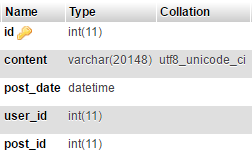 Name Type Collation
id int(11)
content varchar(20148) utf8_unicode_ci
post_date datetime
user_id int(11)
post_id int(11)